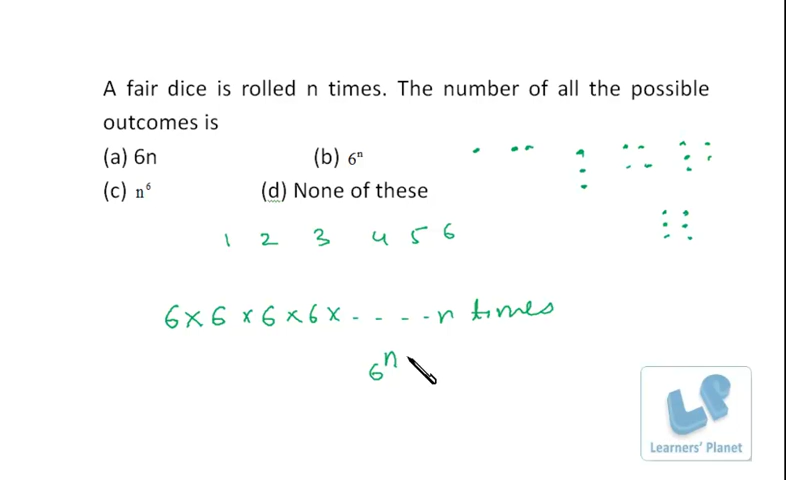 A fair dice is rolled n times. The number of all the possible
outcomes is
(a) 6n (b) 6ⁿ
(c) n⁶ (d) None of these
1 2 3 4 5 6
6 × 6 × 6 × 6 × - - - - n times
6ⁿ
LP
Learners' Planet